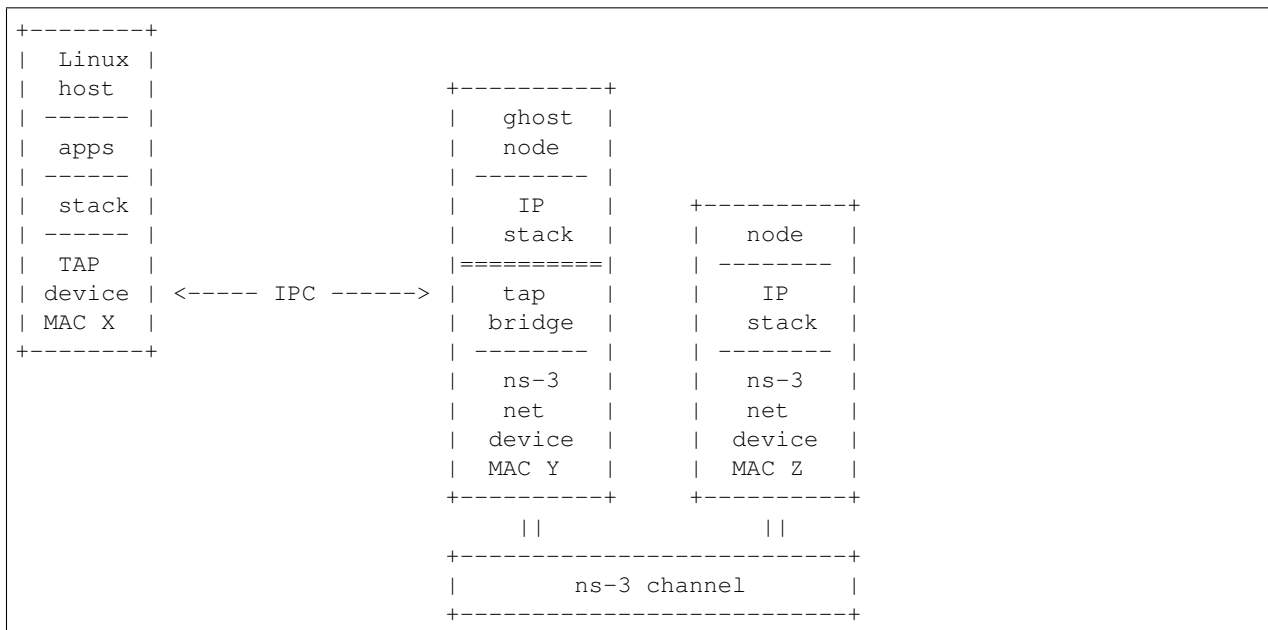 +--------+
|  Linux |
|  host  |                    +----------+
| ------ |                    |   ghost  |
|  apps  |                    |   node   |
| ------ |                    | -------- |
|  stack |                    |    IP    |     +----------+
| ------ |                    |   stack  |     |   node   |
|  TAP   |                    |==========|     | -------- |
| device | <----- IPC ------> |   tap    |     |    IP    |
| MAC X  |                    |  bridge  |     |   stack  |
+--------+                    | -------- |     | -------- |
                              |   ns-3   |     |   ns-3   |
                              |   net    |     |   net    |
                              |   device |     |   device |
                              |  MAC Y   |     |  MAC Z   |
                              +----------+     +----------+
                                   ||               ||
                              +---------------------------+
                              |        ns-3 channel       |
                              +---------------------------+